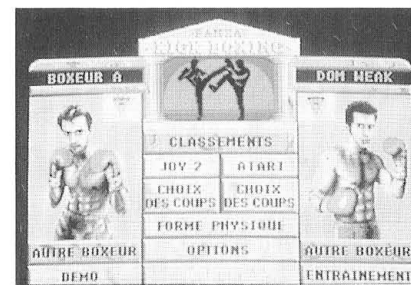 PANZA
KICK BOXING
BOXEUR A
DOM WEAK
CLASSEMENTS
JOY 2
ATARI
CHOIX
DES COUPS
CHOIX
DES COUPS
FORME PHYSIQUE
AUTRE BOXEUR
OPTIONS
AUTRE BOXEUR
DEMO
ENTRAINEMENT